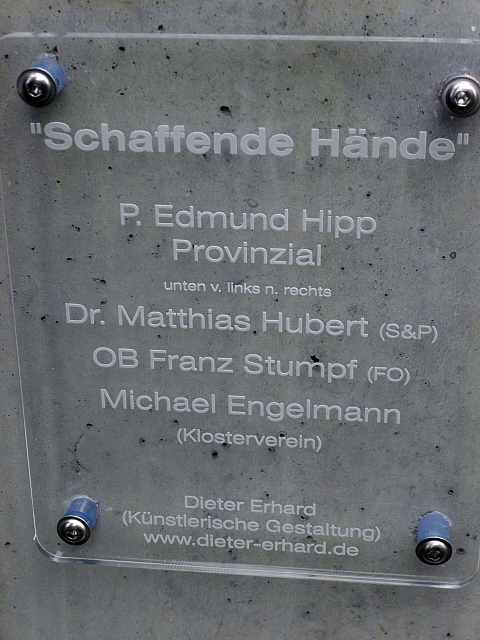 "Schaffende Hände"
P. Edmund Hipp
Provinzial
unten v. links n. rechts
Dr. Matthias Hubert (S&P)
OB Franz Stumpf (FO)
Michael Engelmann
(Klosterverein)
Dieter Erhard
(Künstlerische Gestaltung)
www.dieter-erhard.de